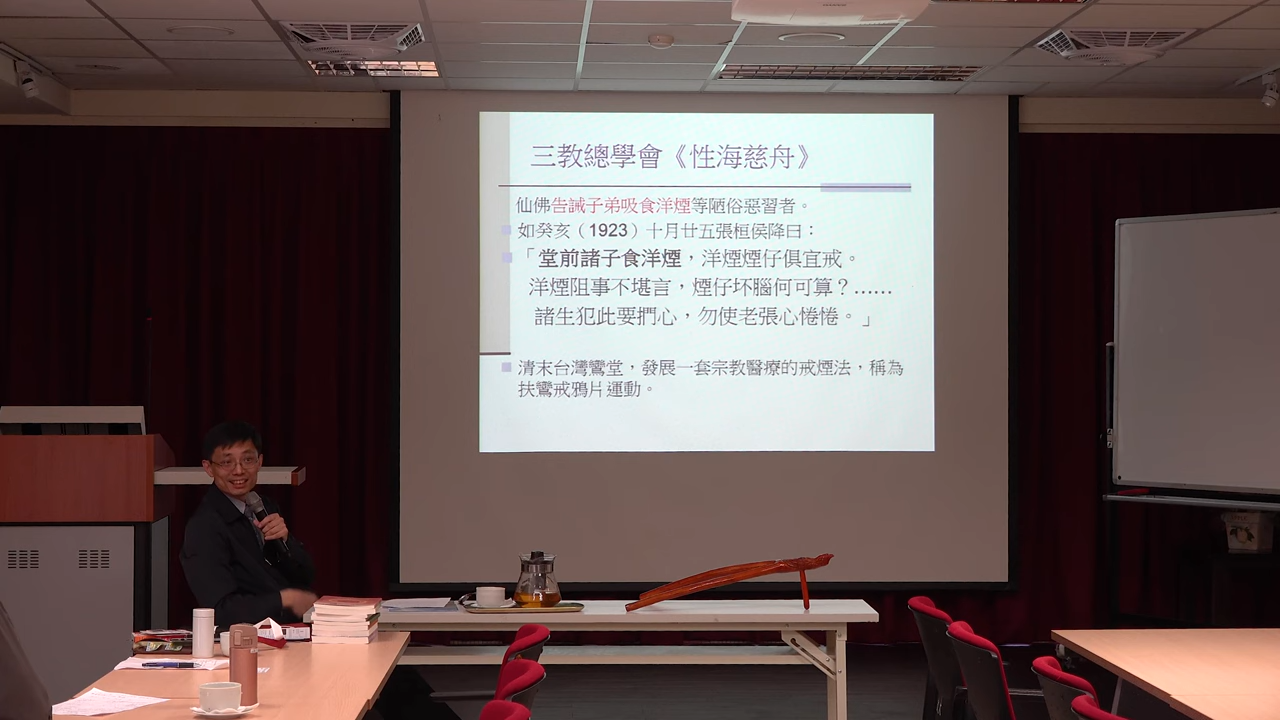 三教總學會《性海慈舟》
仙佛告誡子弟吸食洋煙等陋俗惡習者。
如癸亥（1923）十月廿五張桓侯降曰：
「堂前諸子食洋煙，洋煙煙仔俱宜戒。
洋煙阻事不堪言，煙仔坏腦何可算？……
諸生犯此要捫心，勿使老張心惓惓。」
清末台灣鸞堂，發展一套宗教醫療的戒煙法，稱為
扶鸞戒鴉片運動。